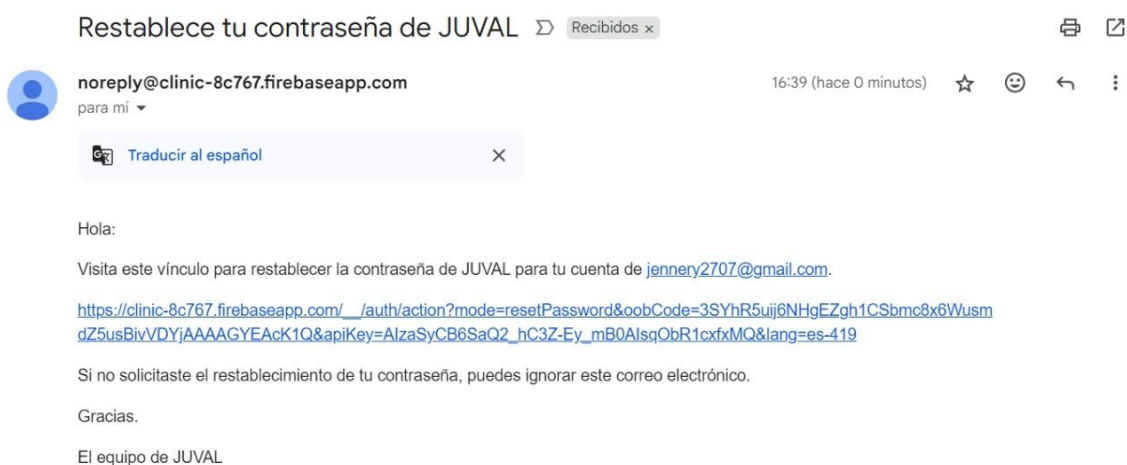 Restablece tu contraseña de JUVAL Recibidos ×
noreply@clinic-8c767.firebaseapp.com 16:39 (hace 0 minutos)
para mí
Traducir al español
Hola:
Visita este vínculo para restablecer la contraseña de JUVAL para tu cuenta de jennery2707@gmail.com.
https://clinic-8c767.firebaseapp.com/__/auth/action?mode=resetPassword&oobCode=3SYhR5uij6NHgEZgh1CSbmc8x6Wusm
dZ5usBivVDYjAAAAGYEAcK1Q&apiKey=AIzaSyCB6SaQ2_hC3Z-Ey_mB0AIsqObR1cxfxMQ&lang=es-419
Si no solicitaste el restablecimiento de tu contraseña, puedes ignorar este correo electrónico.
Gracias.
El equipo de JUVAL